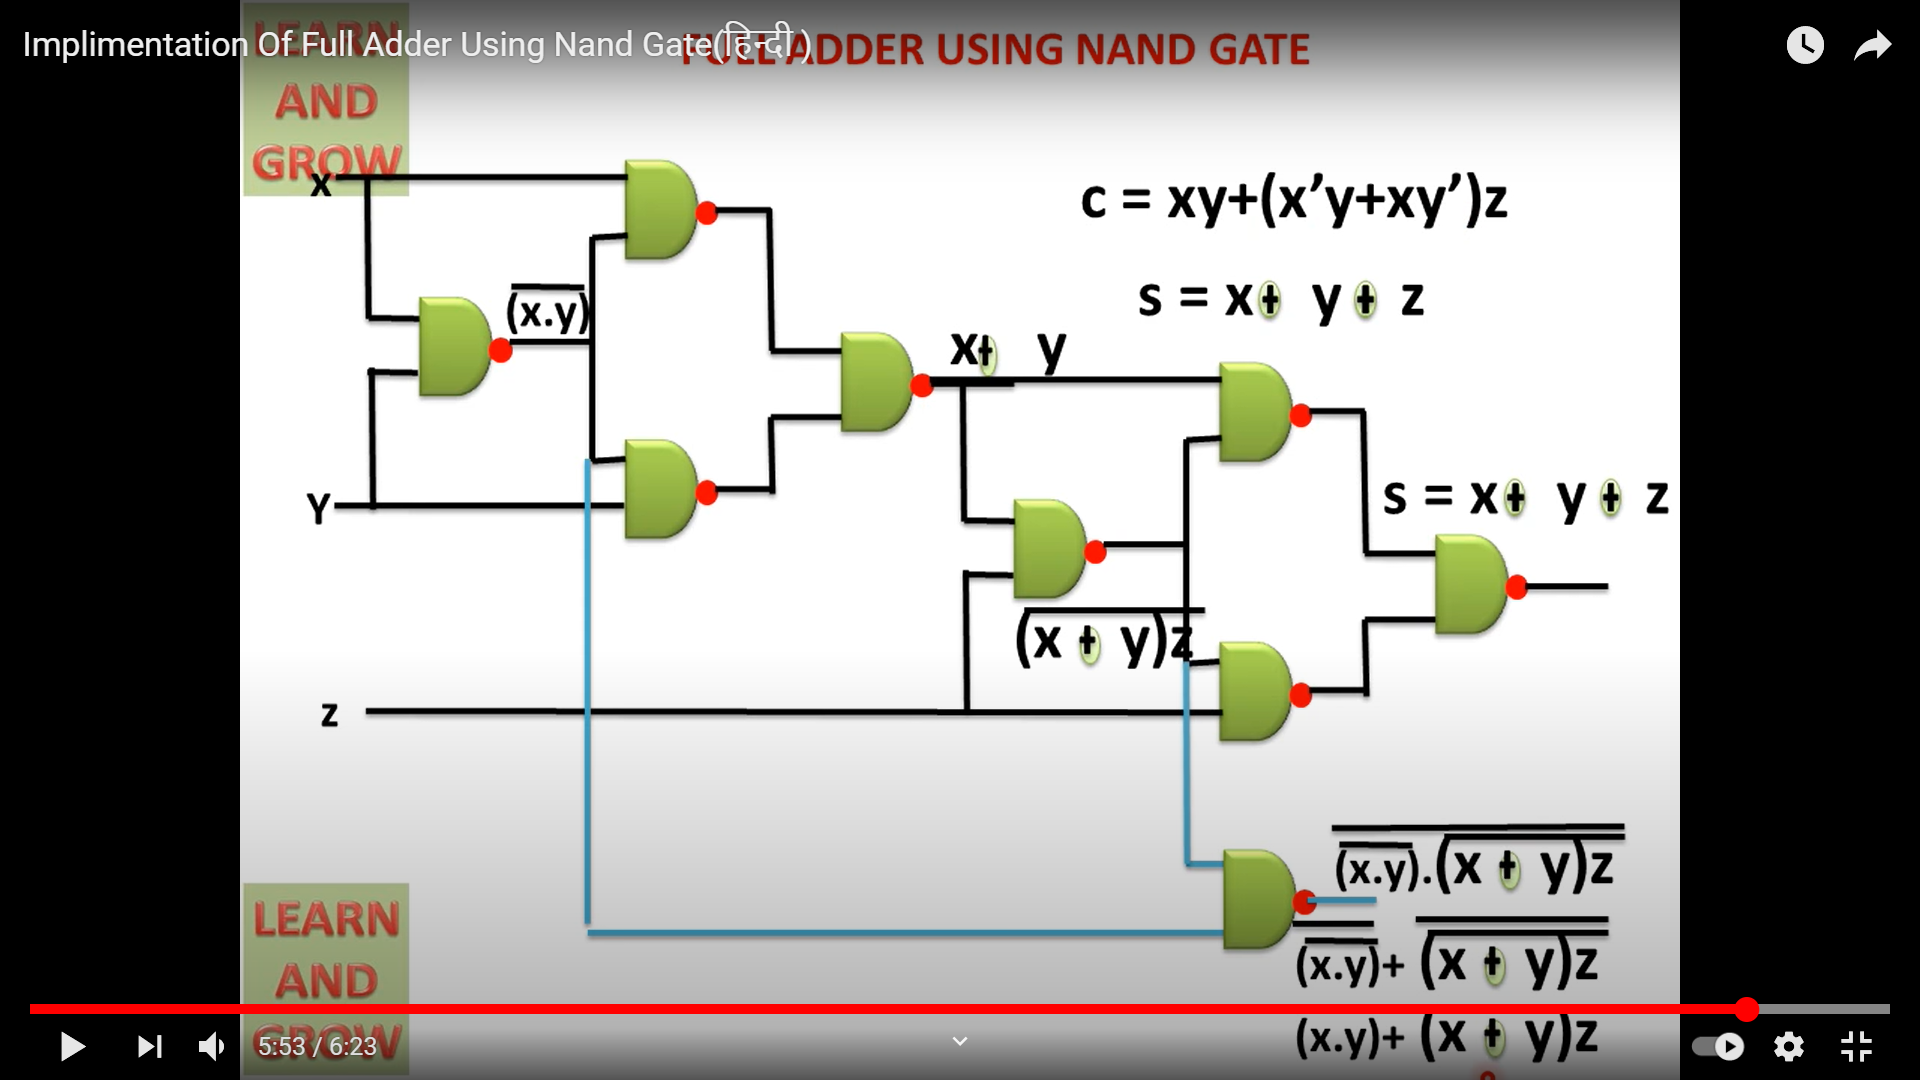 Implimentation Of Full Adder Using Nand Gate(हिन्दी )
FULL ADDER USING NAND GATE
LEARN
AND
GROW
x
c = xy+(x’y+xy’)z
s = x⊕ y⊕ z
(x.y)̅
x⊕ y
s = x⊕ y⊕ z
Y
(x ⊕ y)z̅
z
(x.y).(x ⊕ y)z
(x.y)+ (x ⊕ y)z
(x.y)+ (x ⊕ y)z
LEARN
AND
GROW
5:53 / 6:23